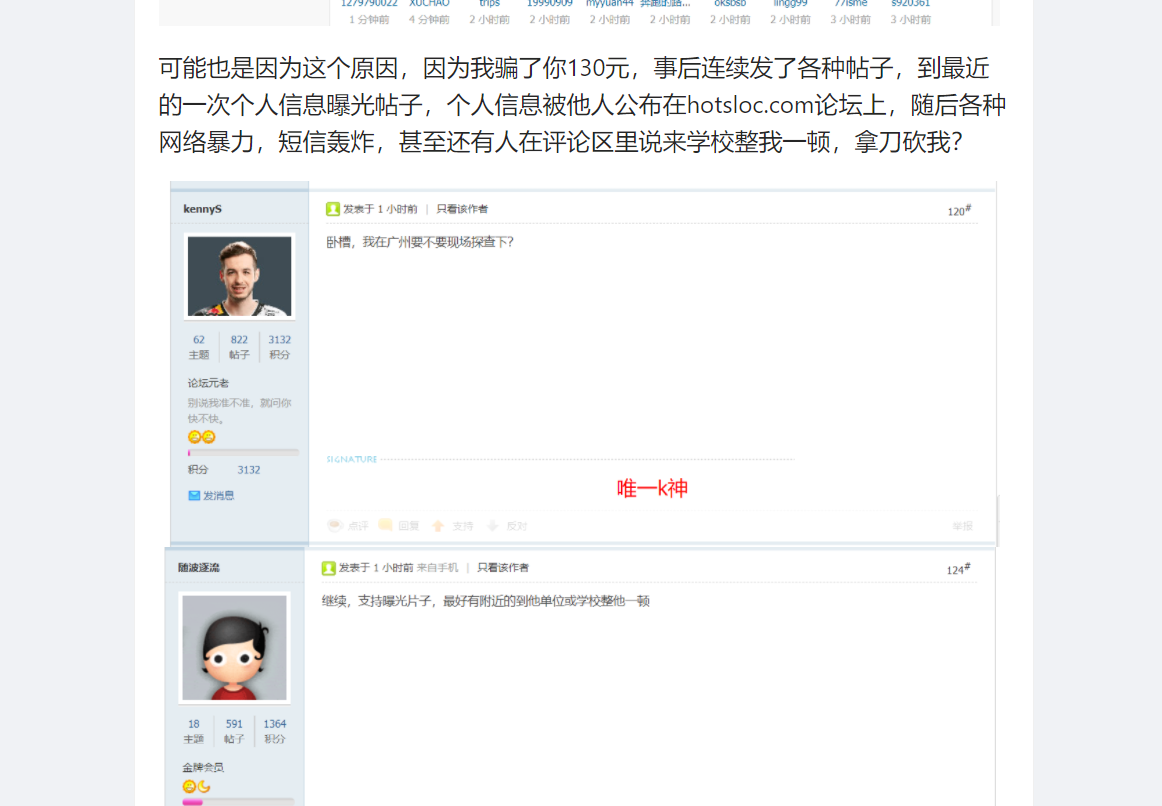 1279790022 XUCHAO trips 19990909 myyuan44 奔跑的路... oksbsb lingg99 77isme s920361
1 分钟前 4 分钟前 2 小时前 2 小时前 2 小时前 2 小时前 2 小时前 2 小时前 3 小时前 3 小时前
可能也是因为这个原因，因为我骗了你130元，事后连续发了各种帖子，到最近
的一次个人信息曝光帖子，个人信息被他人公布在hotsloc.com论坛上，随后各种
网络暴力，短信轰炸，甚至还有人在评论区里说来学校整我一顿，拿刀砍我？
kennyS
发表于 1 小时前 | 只看该作者
120#
卧槽，我在广州要不要现场探查下？
62 822 3132
主题 帖子 积分
论坛元老
别说我准不准，就问你
快不快。
积分 3132
发消息
SIGNATURE
唯一k神
点评 回复 支持 反对 举报
随波逐流
发表于 1 小时前 来自手机 | 只看该作者
124#
继续，支持曝光片子，最好有附近的到他单位或学校整他一顿
18 591 1364
主题 帖子 积分
金牌会员